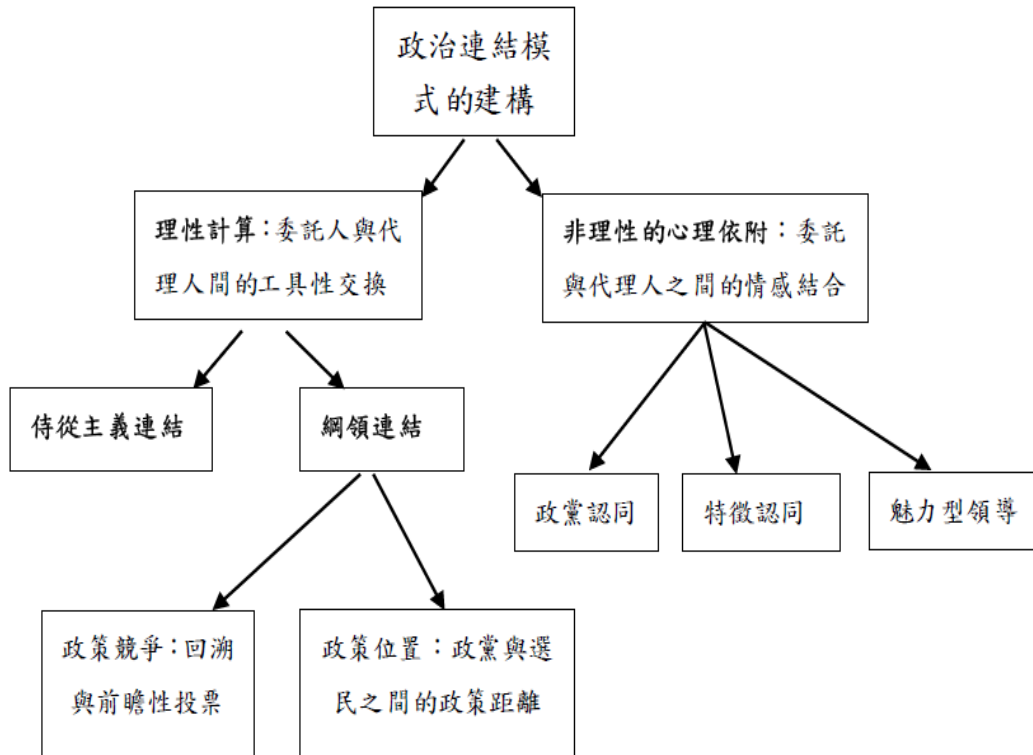 政治連結模
式的建構
理性計算：委託人與代
理人間的工具性交換
非理性的心理依附：委託
與代理人之間的情感結合
侍從主義連結
綱領連結
政黨認同
特徵認同
魅力型領導
政策競爭：回溯
與前瞻性投票
政策位置：政黨與選
民之間的政策距離